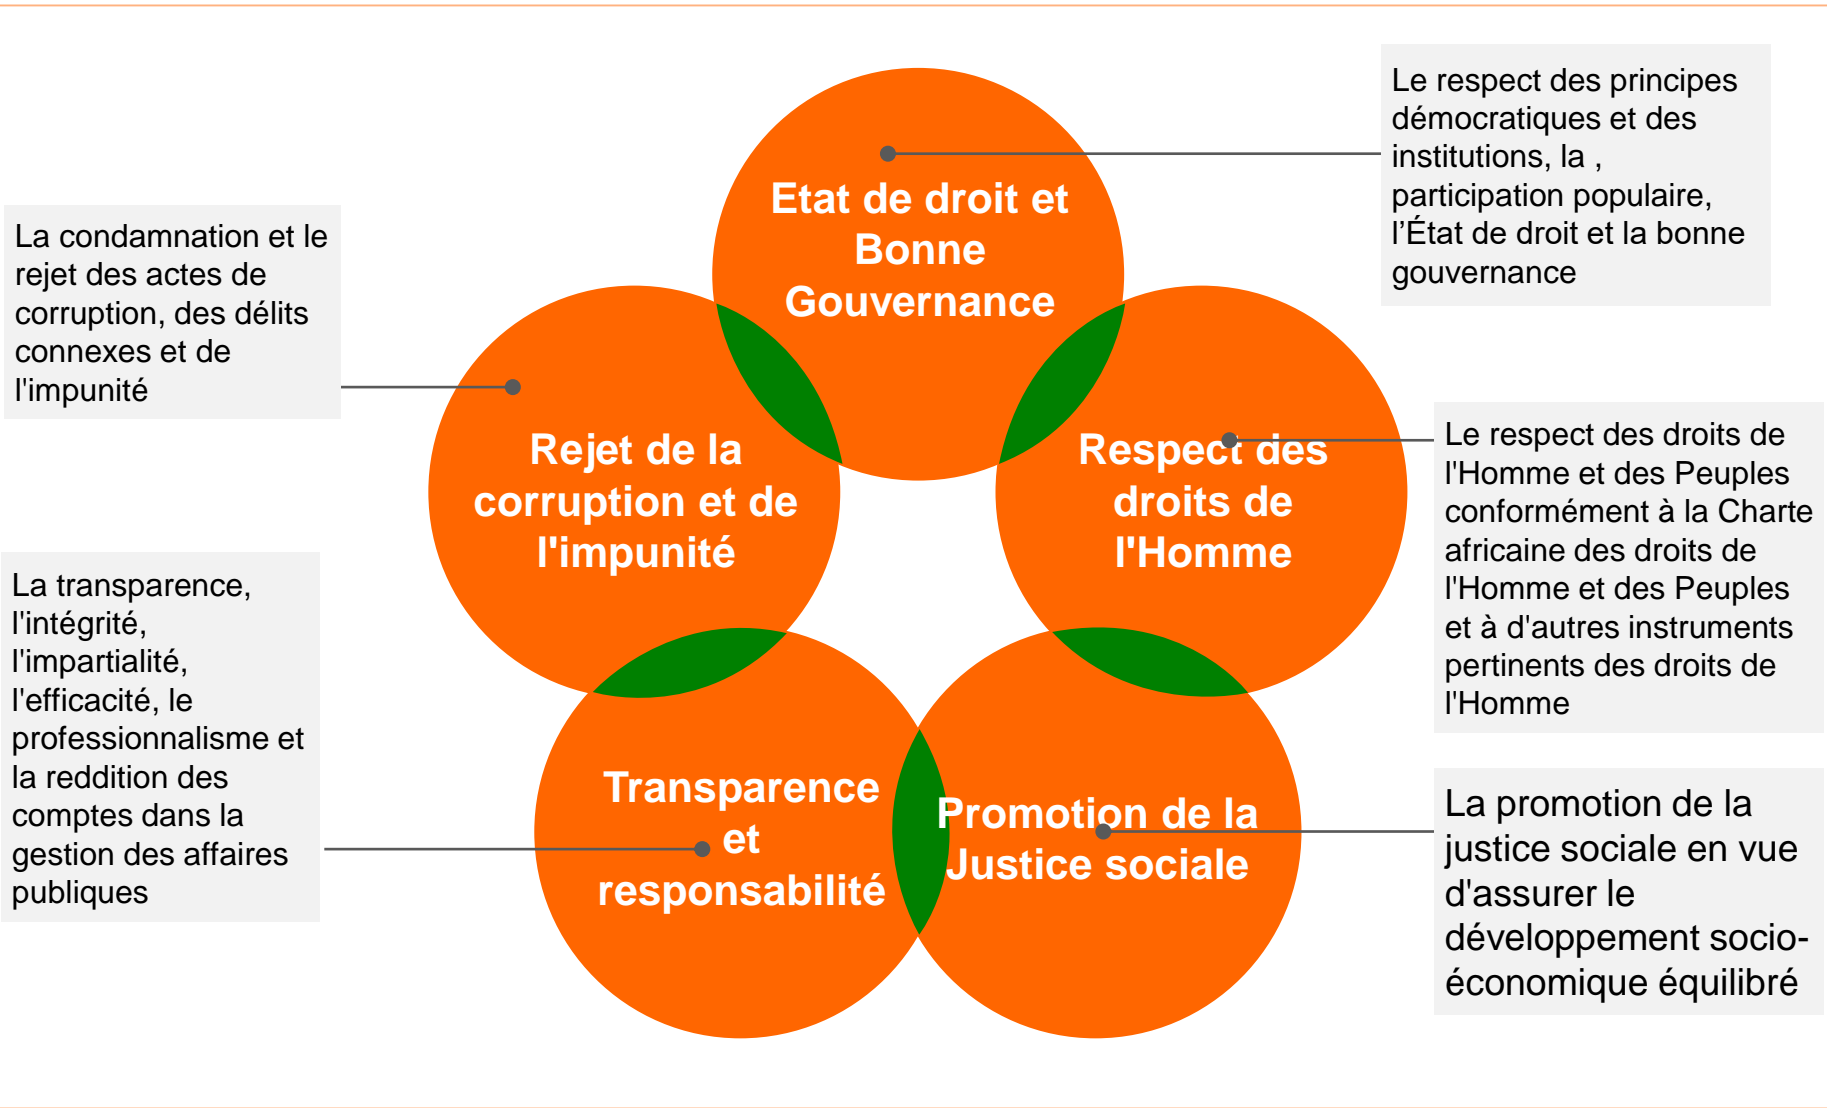 Le respect des principes
démocratiques et des
institutions, la ,
participation populaire,
l’État de droit et la bonne
gouvernance
Etat de droit et
Bonne
Gouvernance
La condamnation et le
rejet des actes de
corruption, des délits
connexes et de
l'impunité
Rejet de la
corruption et de
l'impunité
Respect des
droits de
l'Homme
Le respect des droits de
l'Homme et des Peuples
conformément à la Charte
africaine des droits de
l'Homme et des Peuples
et à d'autres instruments
pertinents des droits de
l'Homme
La transparence,
l'intégrité,
l'impartialité,
l'efficacité, le
professionnalisme et
la reddition des
comptes dans la
gestion des affaires
publiques
Transparence
et
responsabilité
Promotion de la
Justice sociale
La promotion de la
justice sociale en vue
d'assurer le
développement socio-
économique équilibré